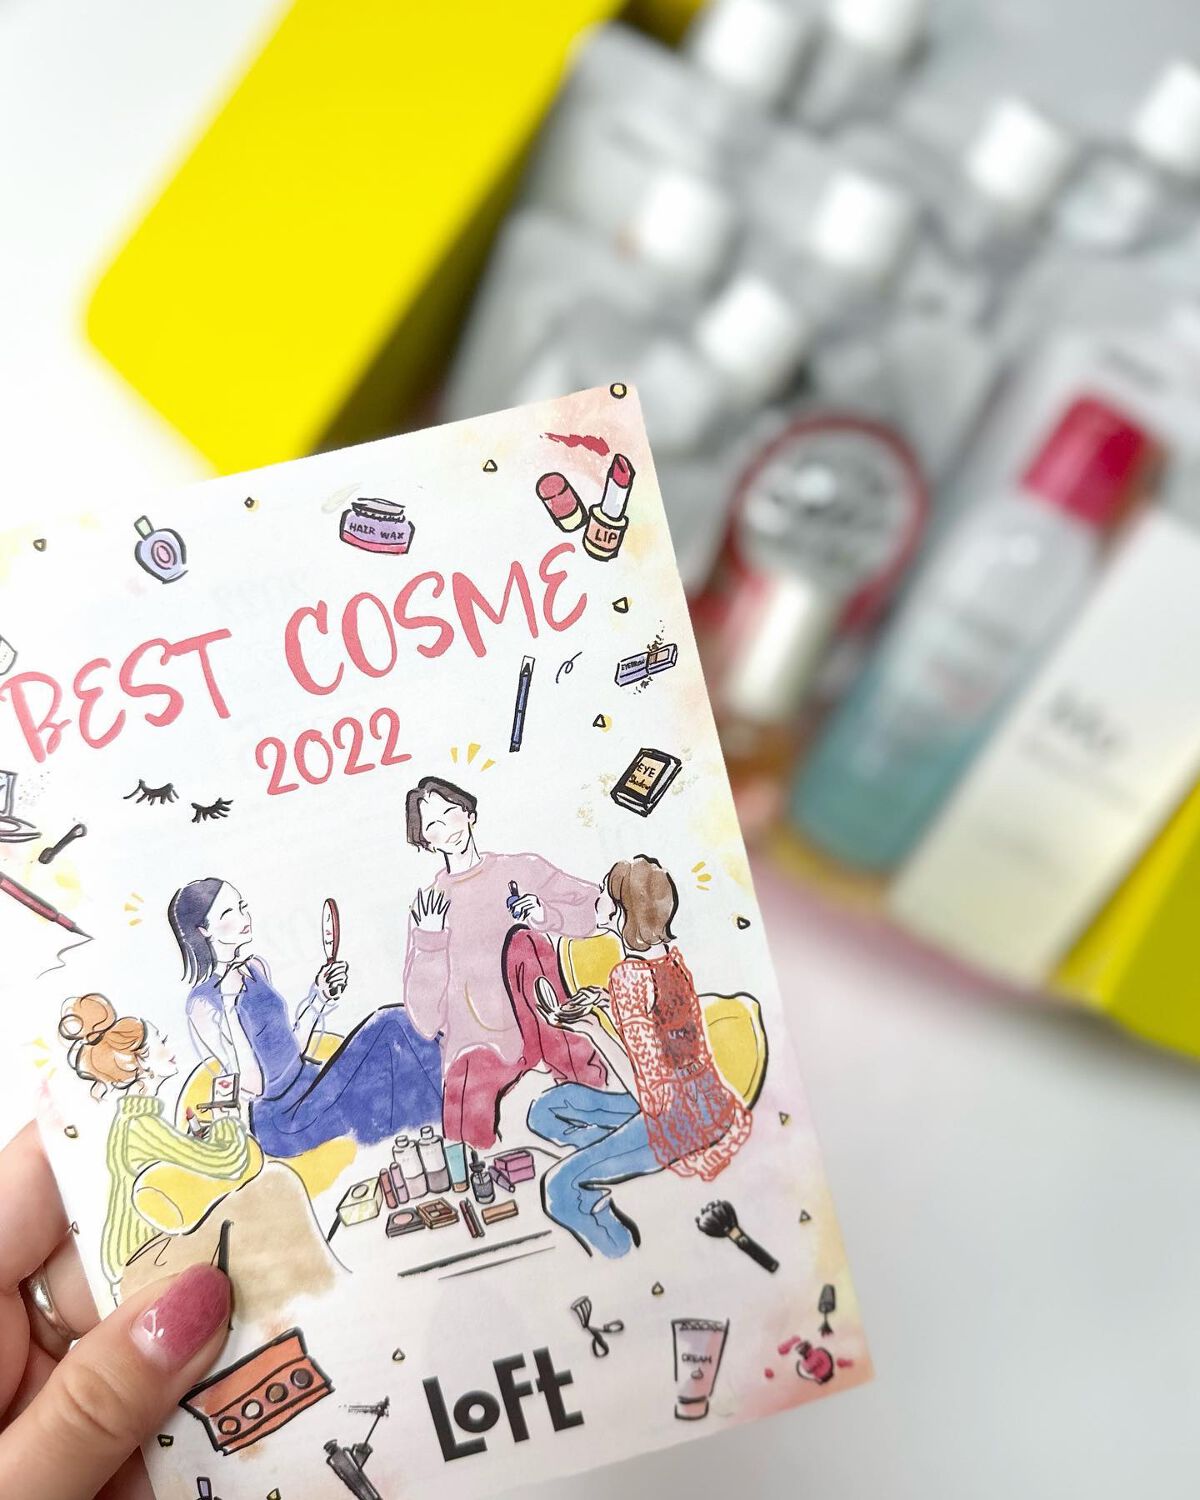 HAIR WAX
LIP
BEST COSME
2022
EYE
Shadow
CREAM
LoFt